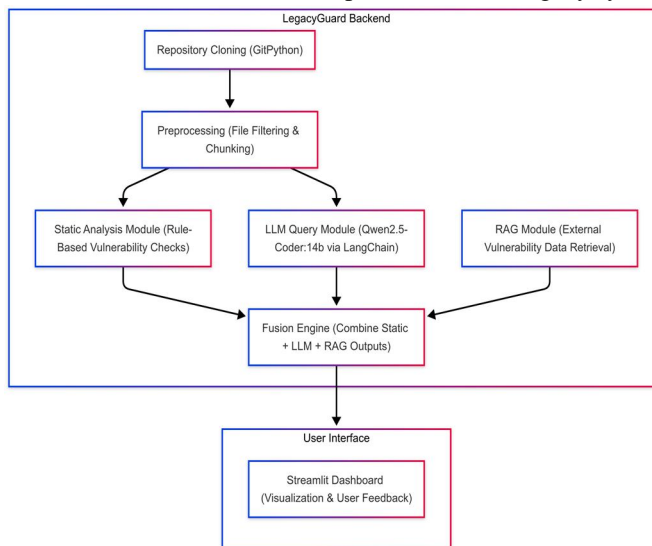 LegacyGuard Backend
Repository Cloning (GitPython)
Preprocessing (File Filtering &
Chunking)
Static Analysis Module (Rule-
Based Vulnerability Checks)
LLM Query Module (Qwen2.5-
Coder:14b via LangChain)
RAG Module (External
Vulnerability Data Retrieval)
Fusion Engine (Combine Static
+ LLM + RAG Outputs)
User Interface
Streamlit Dashboard
(Visualization & User Feedback)